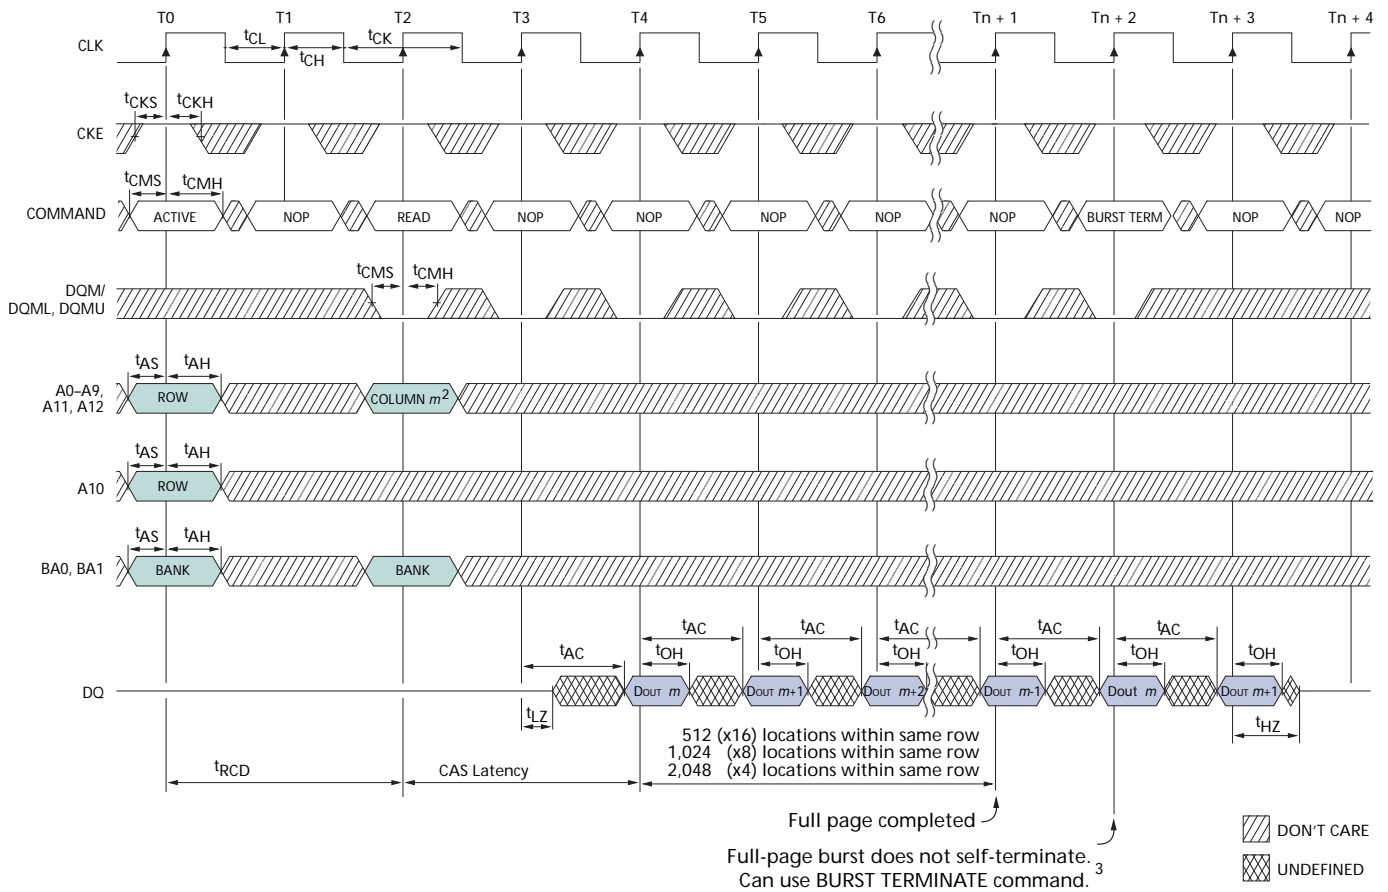 T0 T1 T2 T3 T4 T5 T6 Tn + 1 Tn + 2 Tn + 3 Tn + 4
CLK
tCL tCK
tCH
tCKS tCKH
CKE
tCMS tCMH
COMMAND ACTIVE NOP READ NOP NOP NOP NOP NOP BURST TERM NOP NOP
tCMS tCMH
DQM/
DQML, DQMU
tAS tAH
A0–A9,
A11, A12
ROW COLUMN m2
tAS tAH
A10 ROW
tAS tAH
BA0, BA1 BANK BANK
tAC tAC tAC tAC tAC
tAC tOH tOH tOH tOH tOH tOH
DQ DOUT m DOUT m+1 DOUT m+2 DOUT m-1 Dout m DOUT m+1
tLZ tHZ
512 (x16) locations within same row
1,024 (x8) locations within same row
2,048 (x4) locations within same row
tRCD CAS Latency
Full page completed
Full-page burst does not self-terminate. 3
Can use BURST TERMINATE command.
DON'T CARE
UNDEFINED